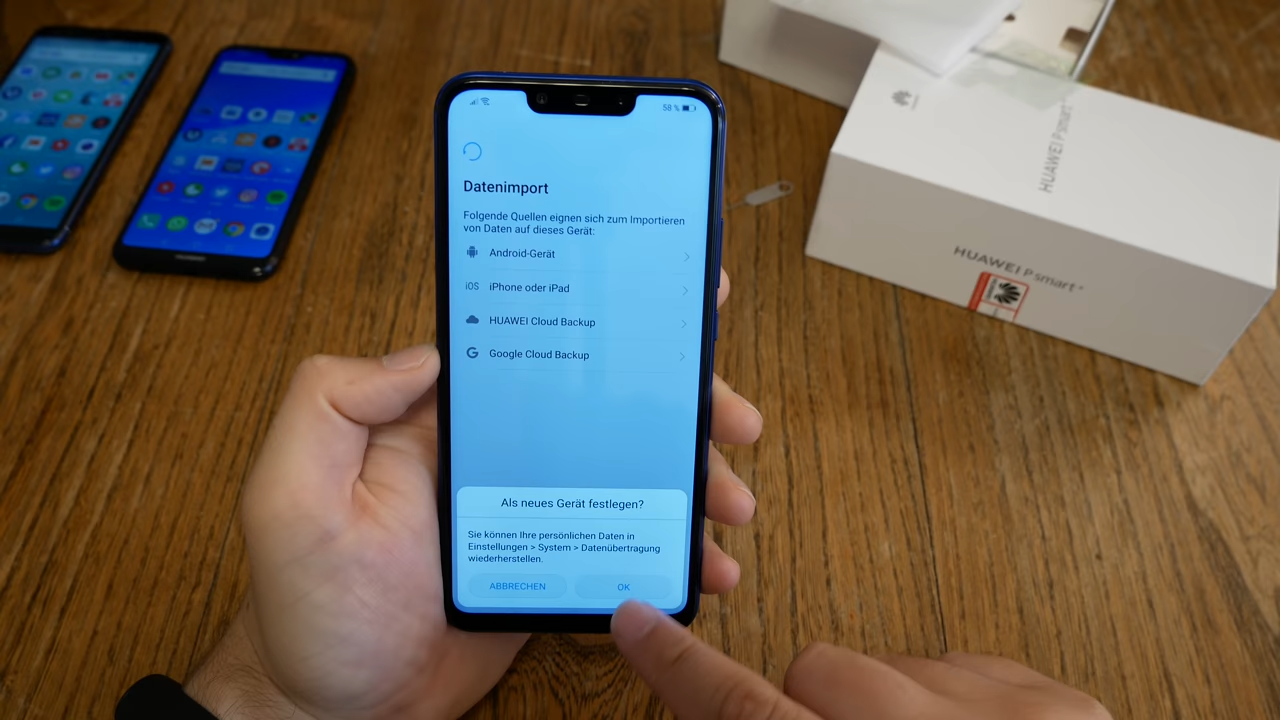 58 %
Datenimport
Folgende Quellen eignen sich zum Importieren
von Daten auf dieses Gerät:
Android-Gerät
iOS iPhone oder iPad
HUAWEI Cloud Backup
G Google Cloud Backup
Als neues Gerät festlegen?
Sie können Ihre persönlichen Daten in
Einstellungen > System > Datenübertragung
wiederherstellen.
ABBRECHEN OK
HUAWEI P smart+
HUAWEI P smart+